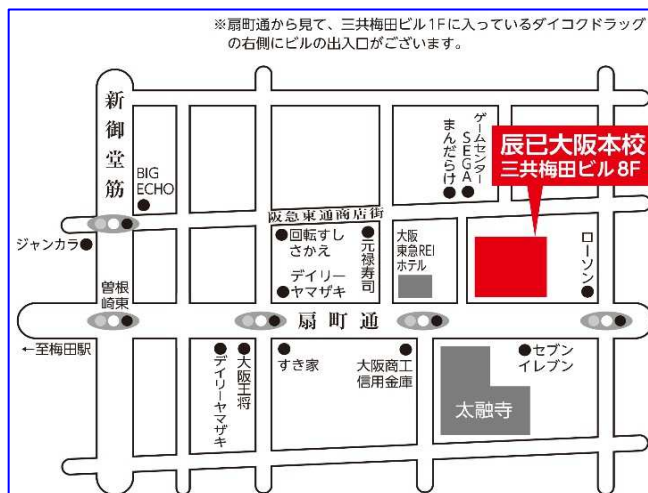 ※扇町通から見て、三共梅田ビル1Fに入っているダイコクドラッグ
の右側にビルの出入口がございます。
新御堂筋
BIG
ECHO
ゲームセンター
SEGA
まんだらけ
辰已大阪本校
三共梅田ビル8F
阪急東通商店街
ジャンカラ
回転すし
さかえ
元禄寿司
大阪
東急REI
ホテル
ローソン
デイリー
ヤマザキ
曽根
崎東
扇町通
←至梅田駅
デイリーヤマザキ
大阪王将
すき家
大阪商工
信用金庫
セブン
イレブン
太融寺